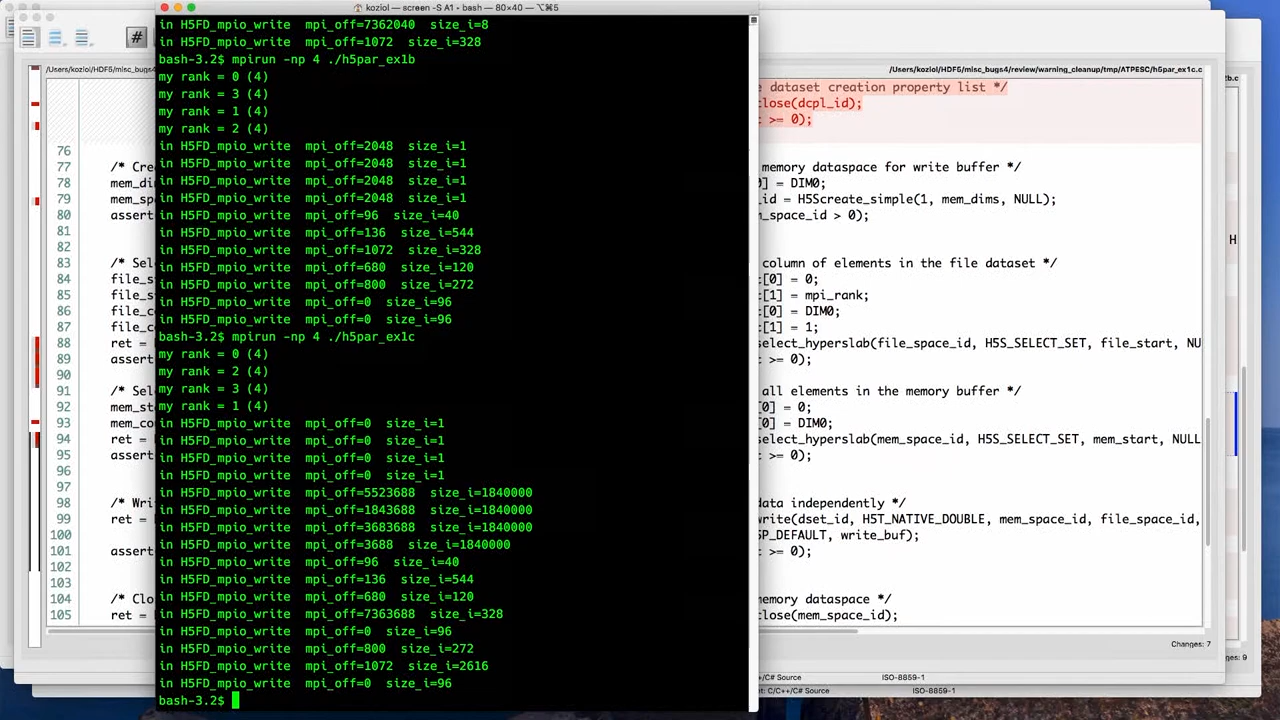 koziol — screen -S A1 • bash — 80×40 — ⌥⌘5
in H5FD_mpio_write  mpi_off=7362040  size_i=8
in H5FD_mpio_write  mpi_off=1072  size_i=328
bash-3.2$ mpirun -np 4 ./h5par_ex1b
my rank = 0 (4)
my rank = 3 (4)
my rank = 1 (4)
my rank = 2 (4)
in H5FD_mpio_write  mpi_off=2048  size_i=1
in H5FD_mpio_write  mpi_off=2048  size_i=1
in H5FD_mpio_write  mpi_off=2048  size_i=1
in H5FD_mpio_write  mpi_off=2048  size_i=1
in H5FD_mpio_write  mpi_off=96  size_i=40
in H5FD_mpio_write  mpi_off=136  size_i=544
in H5FD_mpio_write  mpi_off=1072  size_i=328
in H5FD_mpio_write  mpi_off=680  size_i=120
in H5FD_mpio_write  mpi_off=800  size_i=272
in H5FD_mpio_write  mpi_off=0  size_i=96
in H5FD_mpio_write  mpi_off=0  size_i=96
bash-3.2$ mpirun -np 4 ./h5par_ex1c
my rank = 0 (4)
my rank = 2 (4)
my rank = 3 (4)
my rank = 1 (4)
in H5FD_mpio_write  mpi_off=0  size_i=1
in H5FD_mpio_write  mpi_off=0  size_i=1
in H5FD_mpio_write  mpi_off=0  size_i=1
in H5FD_mpio_write  mpi_off=0  size_i=1
in H5FD_mpio_write  mpi_off=5523688  size_i=1840000
in H5FD_mpio_write  mpi_off=1843688  size_i=1840000
in H5FD_mpio_write  mpi_off=3683688  size_i=1840000
in H5FD_mpio_write  mpi_off=3688  size_i=1840000
in H5FD_mpio_write  mpi_off=96  size_i=40
in H5FD_mpio_write  mpi_off=136  size_i=544
in H5FD_mpio_write  mpi_off=680  size_i=120
in H5FD_mpio_write  mpi_off=7363688  size_i=328
in H5FD_mpio_write  mpi_off=0  size_i=96
in H5FD_mpio_write  mpi_off=800  size_i=272
in H5FD_mpio_write  mpi_off=1072  size_i=2616
in H5FD_mpio_write  mpi_off=0  size_i=96
bash-3.2$
#
/Users/koziol/HDF5/misc_bugs4/
76
77 /* Cre
78 mem_dim
79 mem_sp
80 assert
81
82
83 /* Sel
84 file_s
85 file_s
86 file_c
87 file_c
88 ret =
89 assert
90
91 /* Sel
92 mem_st
93 mem_co
94 ret =
95 assert
96
97
98 /* Wri
99 ret =
100
101 assert
102
103
104 /* Clo
105 ret =
/Users/koziol/HDF5/misc_bugs4/review/warning_cleanup/tmp/ATPESC/h5par_ex1c.c
e dataset creation property list */
close(dcpl_id);
t >= 0);
memory dataspace for write buffer */
0] = DIM0;
_id = H5Screate_simple(1, mem_dims, NULL);
m_space_id > 0);
column of elements in the file dataset */
t[0] = 0;
t[1] = mpi_rank;
t[0] = DIM0;
t[1] = 1;
select_hyperslab(file_space_id, H5S_SELECT_SET, file_start, NU
t >= 0);
all elements in the memory buffer */
[0] = 0;
[0] = DIM0;
select_hyperslab(mem_space_id, H5S_SELECT_SET, mem_start, NULL
t >= 0);
data independently */
write(dset_id, H5T_NATIVE_DOUBLE, mem_space_id, file_space_id,
5P_DEFAULT, write_buf);
t >= 0);
memory dataspace */
close(mem_space_id);
Changes: 7
C/C++/C# Source
ISO-8859-1
t: C/C++/C# Source
ISO-8859-1
2b.c
H
ges: 9